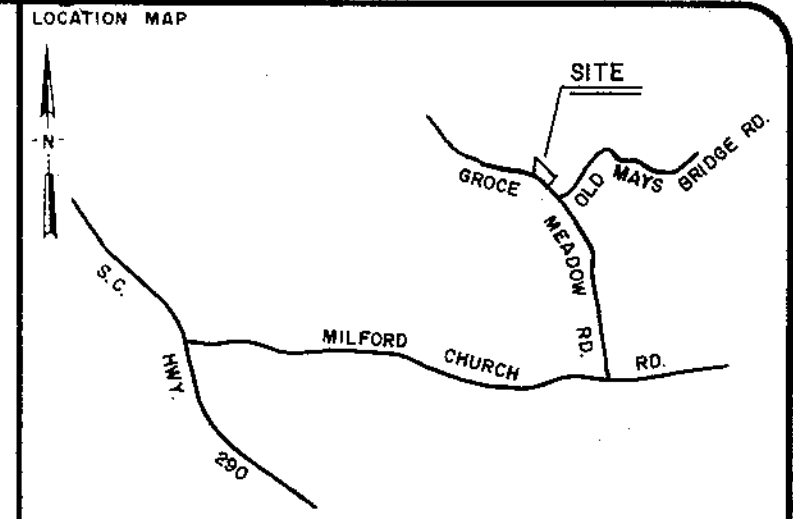 LOCATION MAP
N
SITE
GROCE MEADOW RD.
OLD MAYS BRIDGE RD.
S.C. HWY. 290
MILFORD CHURCH RD.